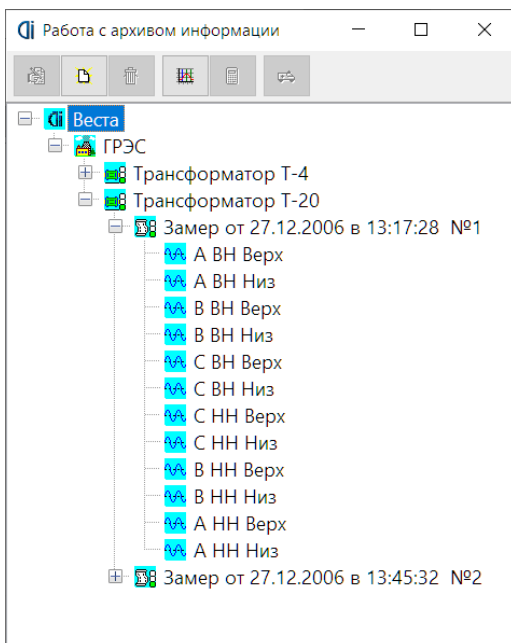 Работа с архивом информации
Веста
ГРЭС
Трансформатор Т-4
Трансформатор Т-20
Замер от 27.12.2006 в 13:17:28 №1
А ВН Верх
А ВН Низ
В ВН Верх
В ВН Низ
С ВН Верх
С ВН Низ
С НН Верх
С НН Низ
В НН Верх
В НН Низ
А НН Верх
А НН Низ
Замер от 27.12.2006 в 13:45:32 №2